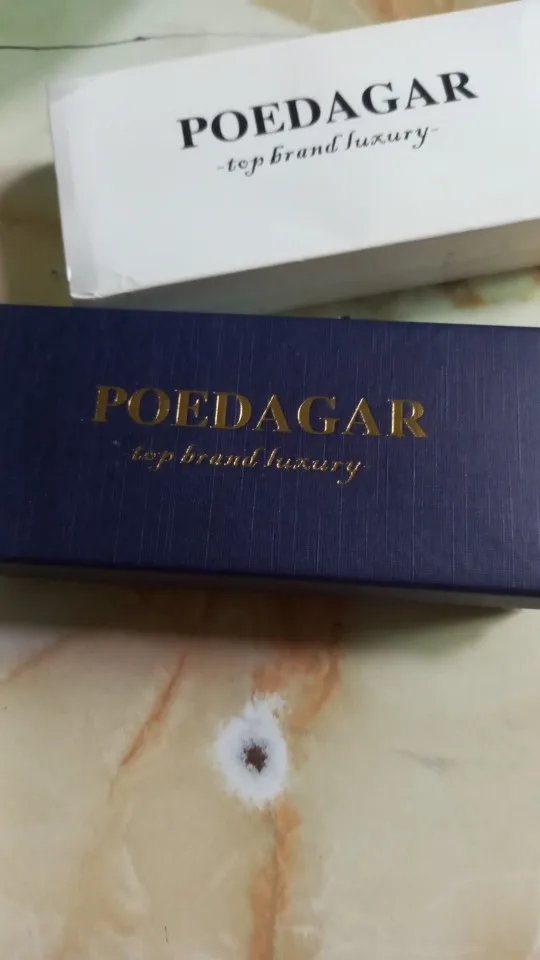 POEDAGAR
-top brand luxury-
POEDAGAR
-top brand luxury-